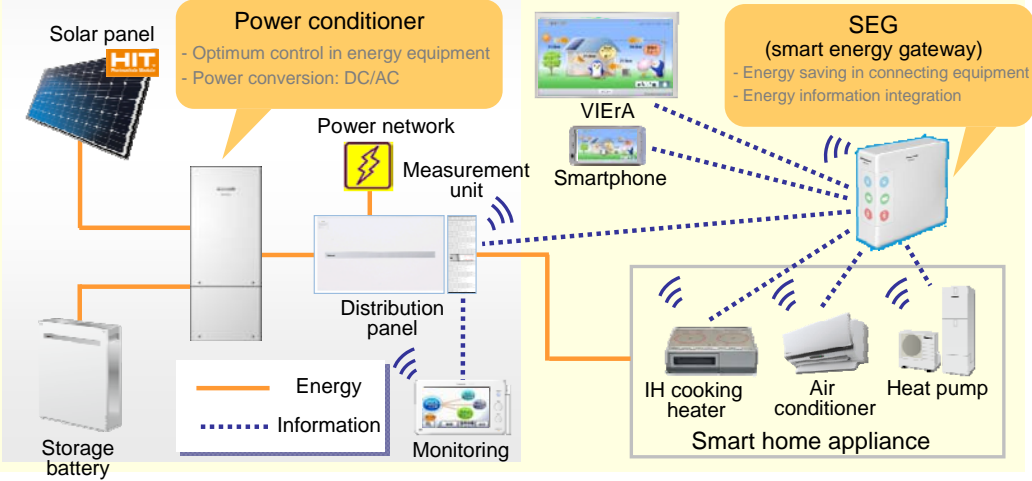 Solar panel
HIT
Power conditioner
- Optimum control in energy equipment
- Power conversion: DC/AC
Power network
Measurement
unit
Distribution
panel
Storage
battery
Energy
Information
Monitoring
VIErA
Smartphone
SEG
(smart energy gateway)
- Energy saving in connecting equipment
- Energy information integration
IH cooking
heater
Air
conditioner
Heat pump
Smart home appliance